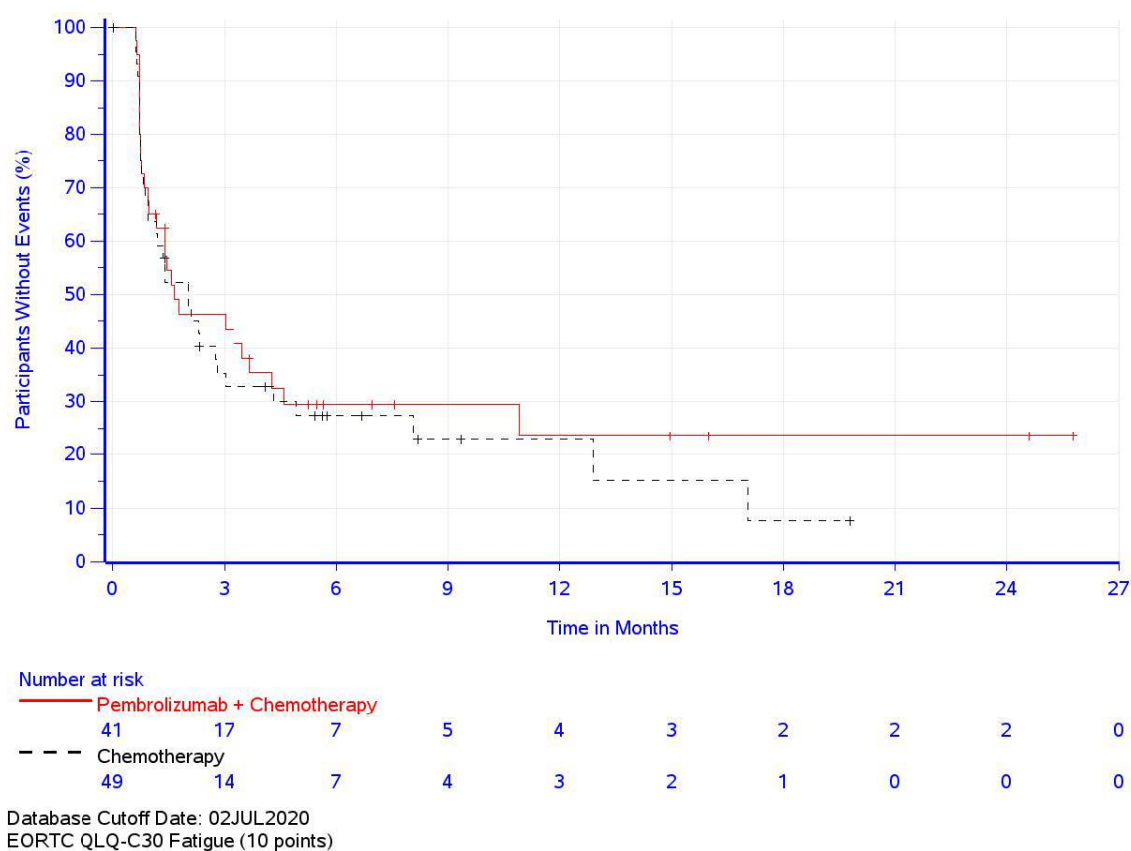 Participants Without Events (%)
100
90
80
70
60
50
40
30
20
10
0
0 3 6 9 12 15 18 21 24 27
Time in Months
Number at risk
Pembrolizumab + Chemotherapy
41 17 7 5 4 3 2 2 2 0
Chemotherapy
49 14 7 4 3 2 1 0 0 0
Database Cutoff Date: 02JUL2020
EORTC QLQ-C30 Fatigue (10 points)